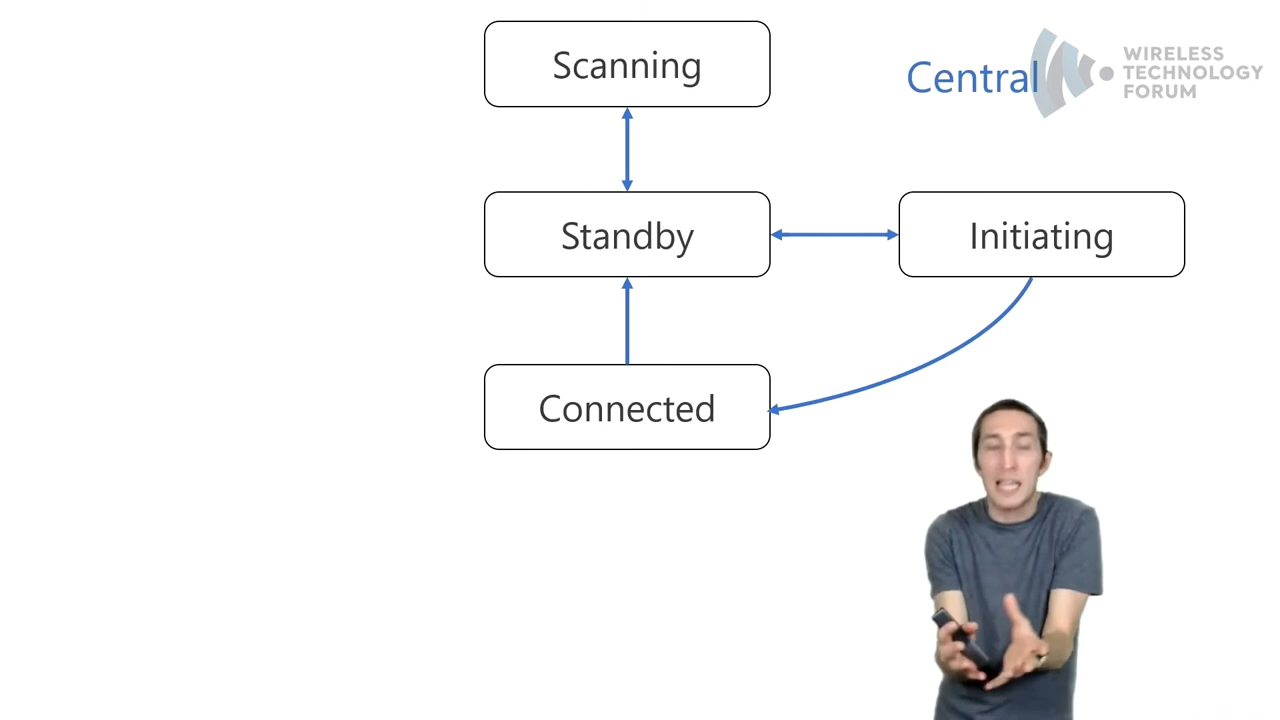 Scanning
Central
WIRELESS
TECHNOLOGY
FORUM
Standby
Initiating
Connected